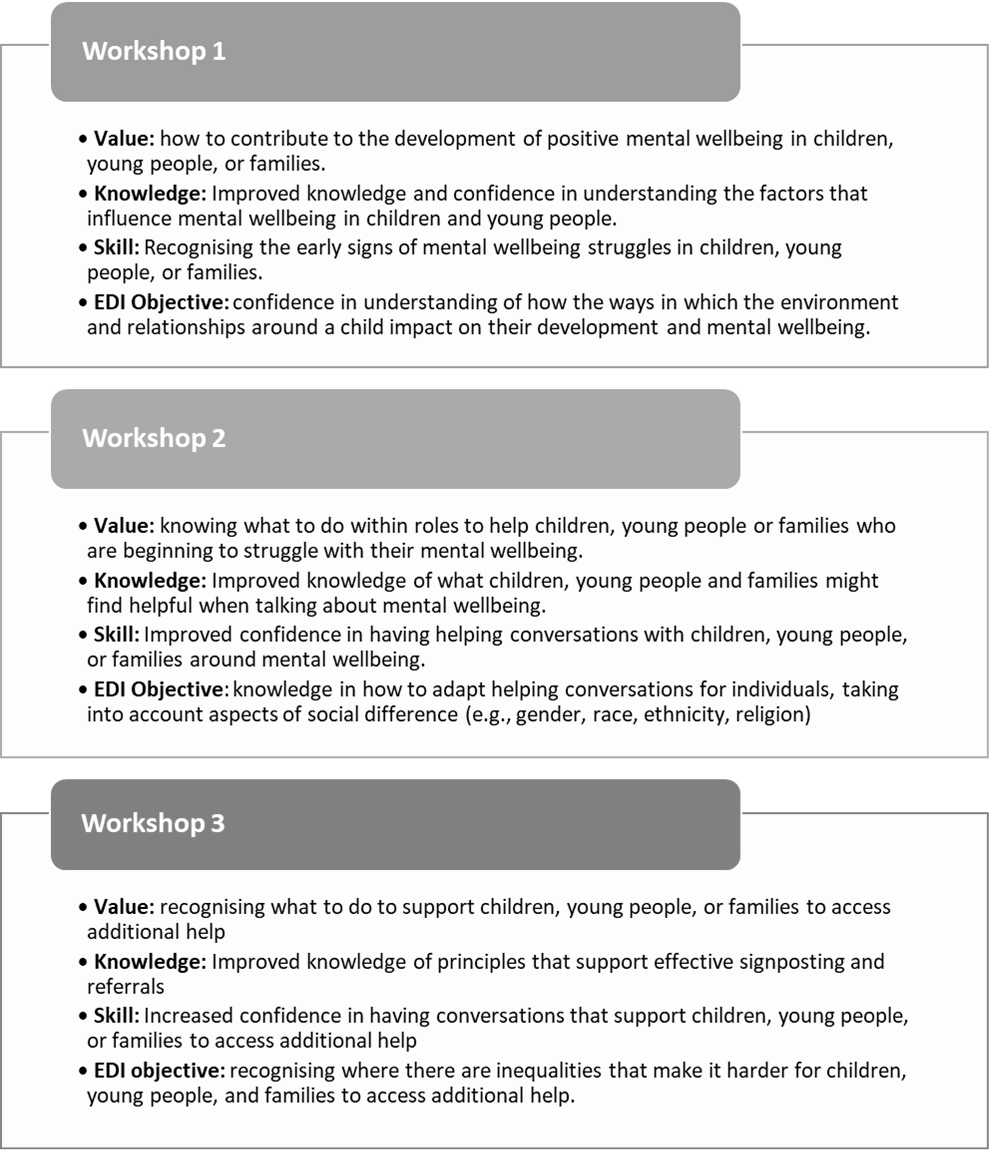 Workshop 1
• Value: how to contribute to the development of positive mental wellbeing in children,
young people, or families.
• Knowledge: Improved knowledge and confidence in understanding the factors that
influence mental wellbeing in children and young people.
• Skill: Recognising the early signs of mental wellbeing struggles in children, young
people, or families.
• EDI Objective: confidence in understanding of how the ways in which the environment
and relationships around a child impact on their development and mental wellbeing.
Workshop 2
• Value: knowing what to do within roles to help children, young people or families who
are beginning to struggle with their mental wellbeing.
• Knowledge: Improved knowledge of what children, young people and families might
find helpful when talking about mental wellbeing.
• Skill: Improved confidence in having helping conversations with children, young people,
or families around mental wellbeing.
• EDI Objective: knowledge in how to adapt helping conversations for individuals, taking
into account aspects of social difference (e.g., gender, race, ethnicity, religion)
Workshop 3
• Value: recognising what to do to support children, young people, or families to access
additional help
• Knowledge: Improved knowledge of principles that support effective signposting and
referrals
• Skill: Increased confidence in having conversations that support children, young people,
or families to access additional help
• EDI objective: recognising where there are inequalities that make it harder for children,
young people, and families to access additional help.